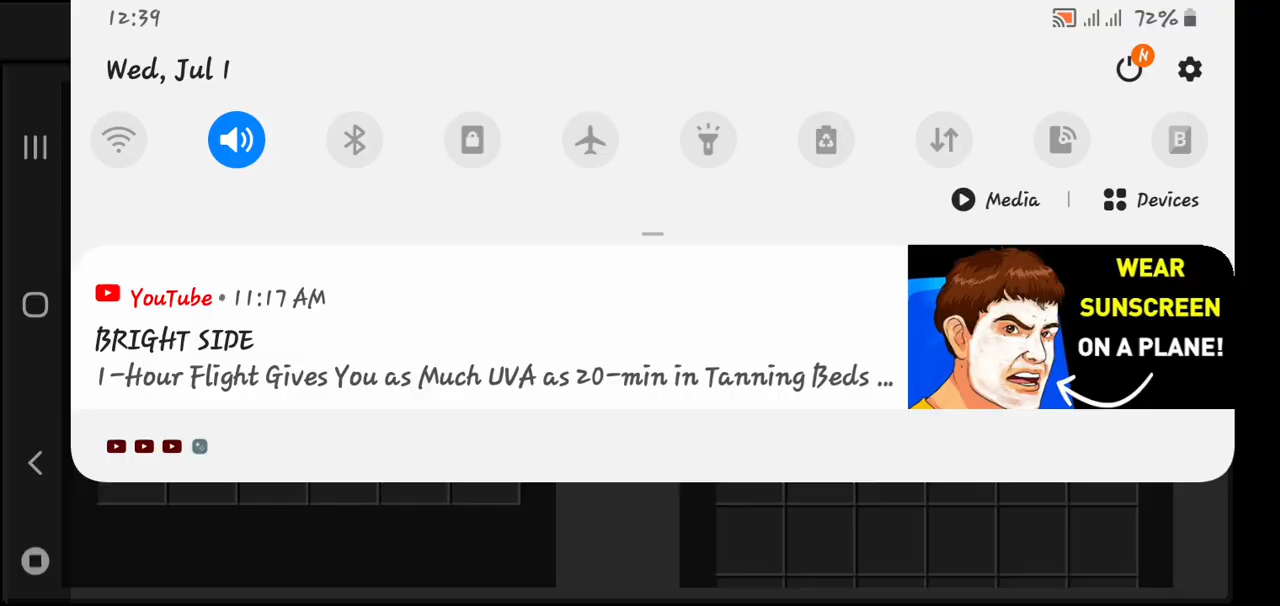 12:39
72%
Wed, Jul 1
N
B
Media | Devices
YouTube • 11:17 AM
BRIGHT SIDE
1-Hour Flight Gives You as Much UVA as 20-min in Tanning Beds ...
WEAR
SUNSCREEN
ON A PLANE!